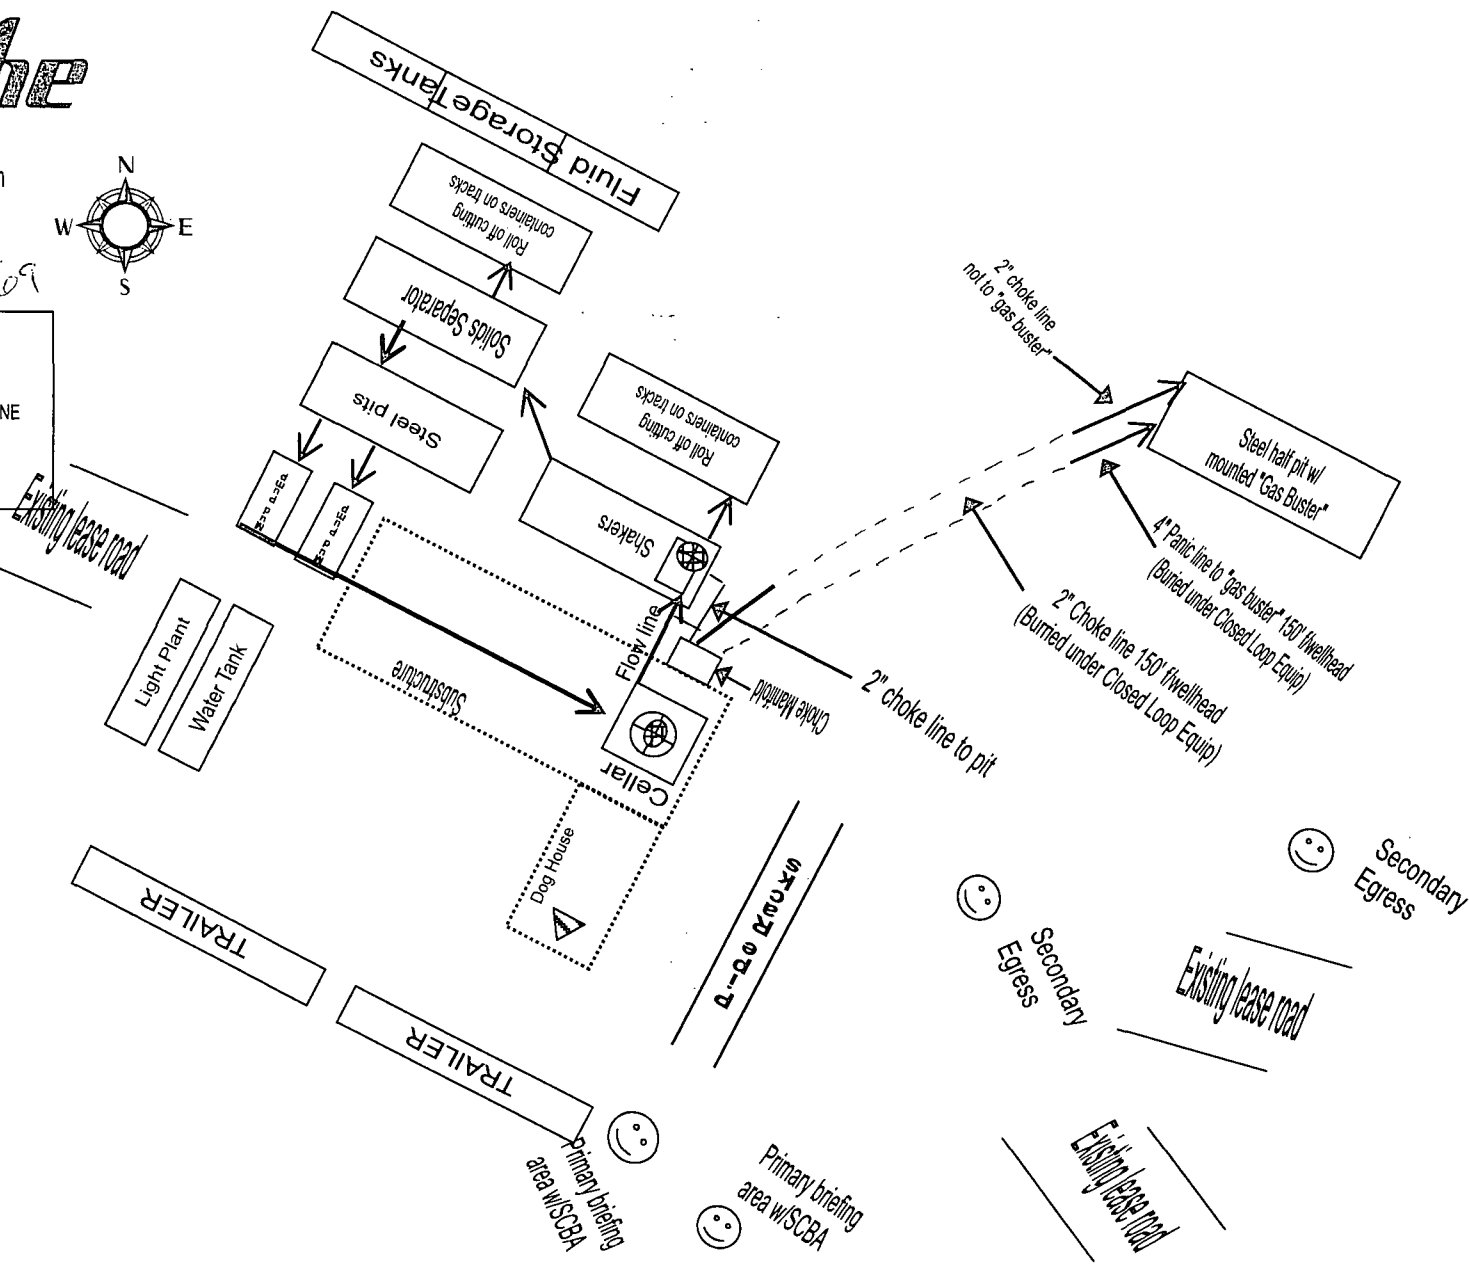 he
N
W
E
S
NE
Fluid Storage Tanks
Roll off cutting
containers on tracks
Solids Separator
Steel pits
Pump
Pump
Roll off cutting
containers on tracks
Shakers
Flow line
Substructure
Choke Manifold
Cellar
Dog House
2" choke line
not to "gas buster"
Steel half pit w/
mounted "Gas Buster"
4" Panic line to "gas buster" 150' f/wellhead
(Buried under Closed Loop Equip)
2" Choke line 150' f/wellhead
(Burried under Closed Loop Equip)
2" choke line to pit
Existing lease road
Light Plant
Water Tank
TRAILER
TRAILER
Pipe Racks
Secondary
Egress
Secondary
Egress
Existing lease road
Existing lease road
Primary briefing
area w/SCBA
Primary briefing
area w/SCBA